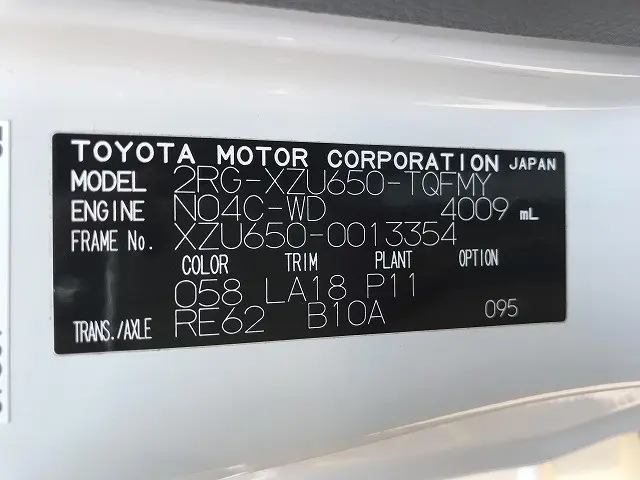 TOYOTA MOTOR CORPORATION JAPAN
MODEL 2RG-XZU650-TQFMY
ENGINE N04C-WD 4009 mL
FRAME No. XZU650-0013354
COLOR TRIM PLANT OPTION
058 LA18 P11
TRANS./AXLE RE62 B10A 095